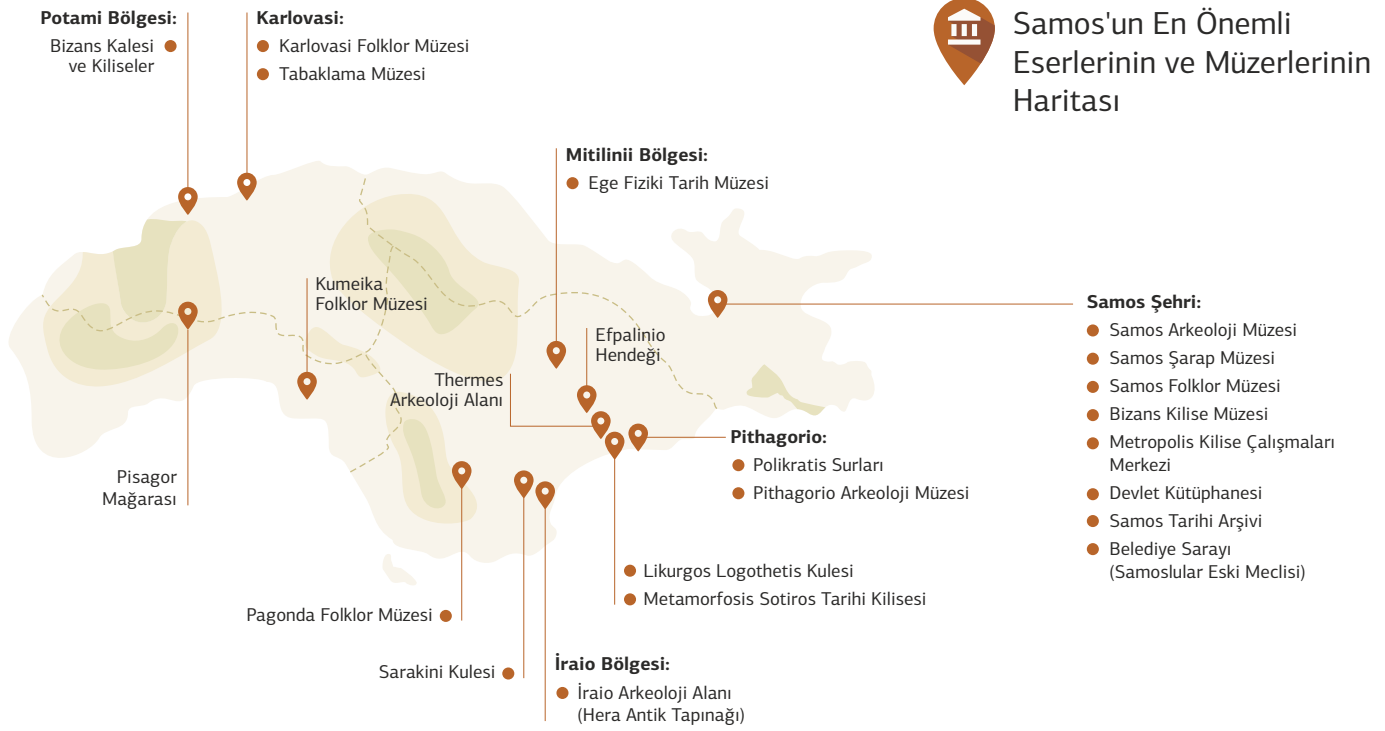 Samos'un En Önemli
Eserlerinin ve Müzerlerinin
Haritası
Potami Bölgesi:
Bizans Kalesi
ve Kiliseler
Karlovasi:
Karlovasi Folklor Müzesi
Tabaklama Müzesi
Mitilinii Bölgesi:
Ege Fiziki Tarih Müzesi
Kumeika
Folklor Müzesi
Efpalinio
Hendeği
Thermes
Arkeoloji Alanı
Samos Şehri:
Samos Arkeoloji Müzesi
Samos Şarap Müzesi
Samos Folklor Müzesi
Bizans Kilise Müzesi
Metropolis Kilise Çalışmaları
Merkezi
Devlet Kütüphanesi
Samos Tarihi Arşivi
Belediye Sarayı
(Samoslular Eski Meclisi)
Pithagorio:
Polikratis Surları
Pithagorio Arkeoloji Müzesi
Pisagor
Mağarası
Likurgos Logothetis Kulesi
Metamorfosis Sotiros Tarihi Kilisesi
Pagonda Folklor Müzesi
Sarakini Kulesi
İraio Bölgesi:
İraio Arkeoloji Alanı
(Hera Antik Tapınağı)